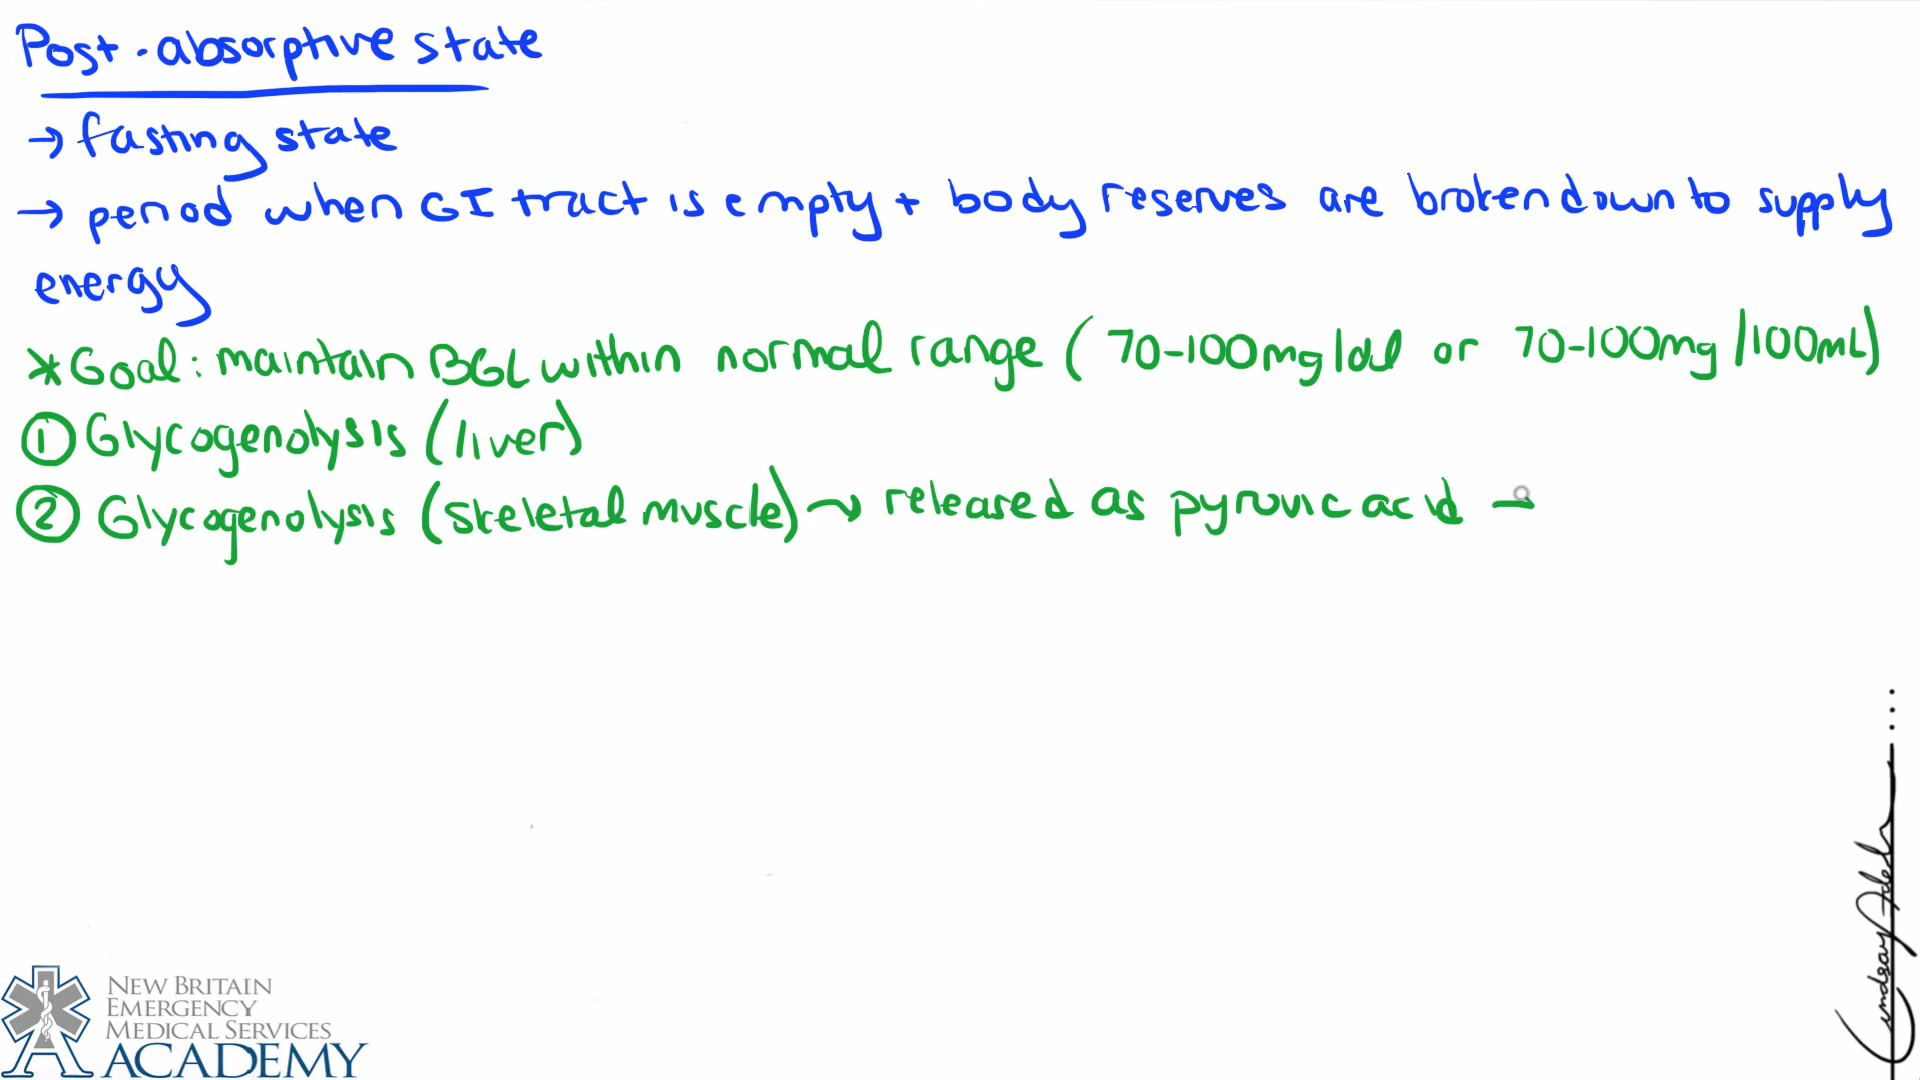 Post-absorptive state
→ fasting state
→ period when GI tract is empty + body reserves are broken down to supply
energy
*Goal: maintain BGL within normal range (70-100mg/dl or 70-100mg/100mL)
① Glycogenolysis (liver)
② Glycogenolysis (skeletal muscle) → released as pyruvic acid –
NEW BRITAIN
EMERGENCY
MEDICAL SERVICES
ACADEMY